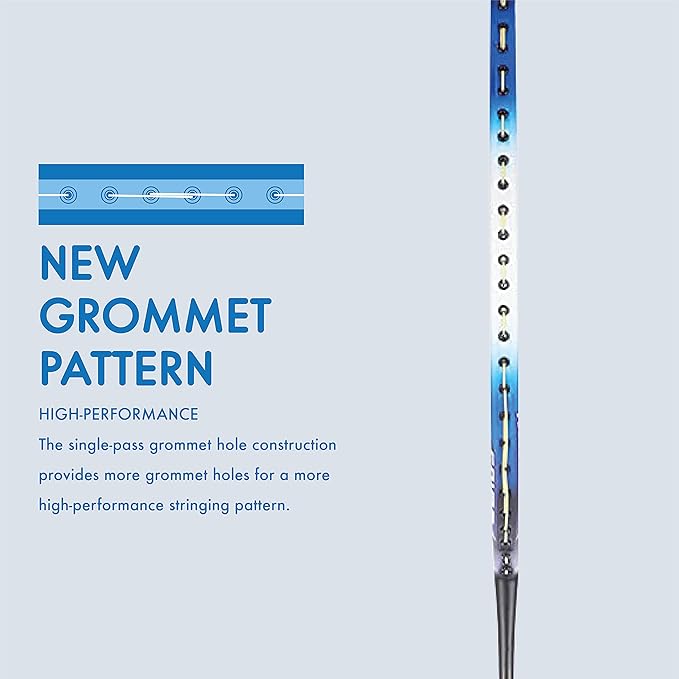 NEW
GROMMET
PATTERN
HIGH-PERFORMANCE
The single-pass grommet hole construction
provides more grommet holes for a more
high-performance stringing pattern.